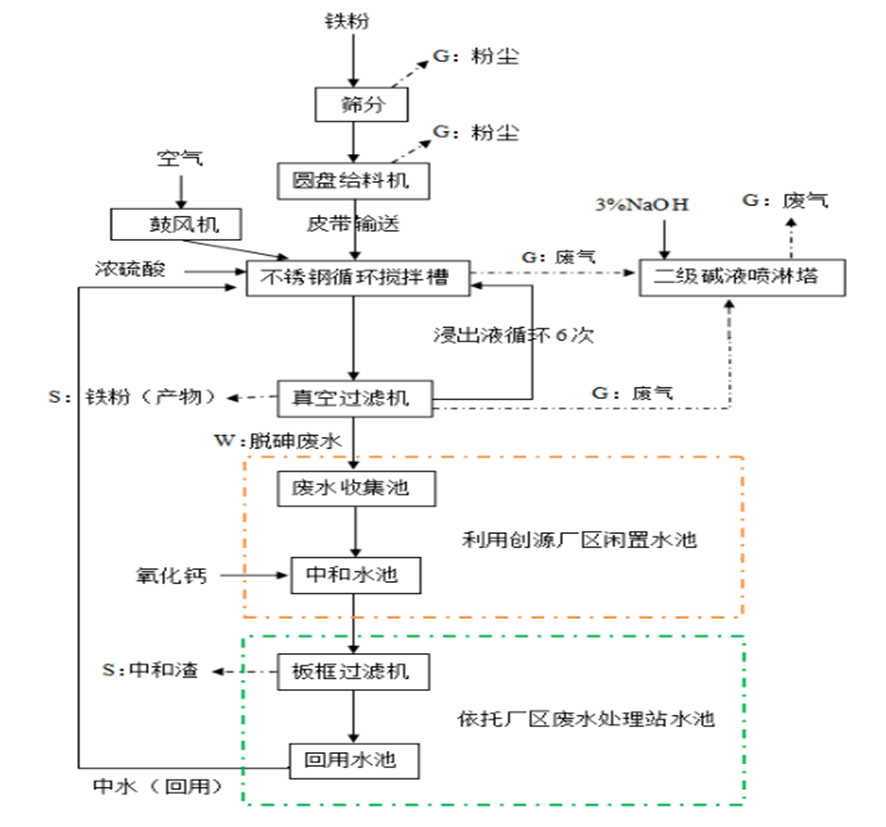 铁粉
G：粉尘
筛分
G：粉尘
空气
圆盘给料机
3%NaOH
G：废气
鼓风机
皮带输送
G：废气
浓硫酸
不锈钢循环搅拌槽
二级碱液喷淋塔
浸出液循环6次
S：铁粉（产物）
真空过滤机
G：废气
W:脱砷废水
废水收集池
利用创源厂区闲置水池
氧化钙
中和水池
S:中和渣
板框过滤机
依托厂区废水处理站水池
回用水池
中水（回用）